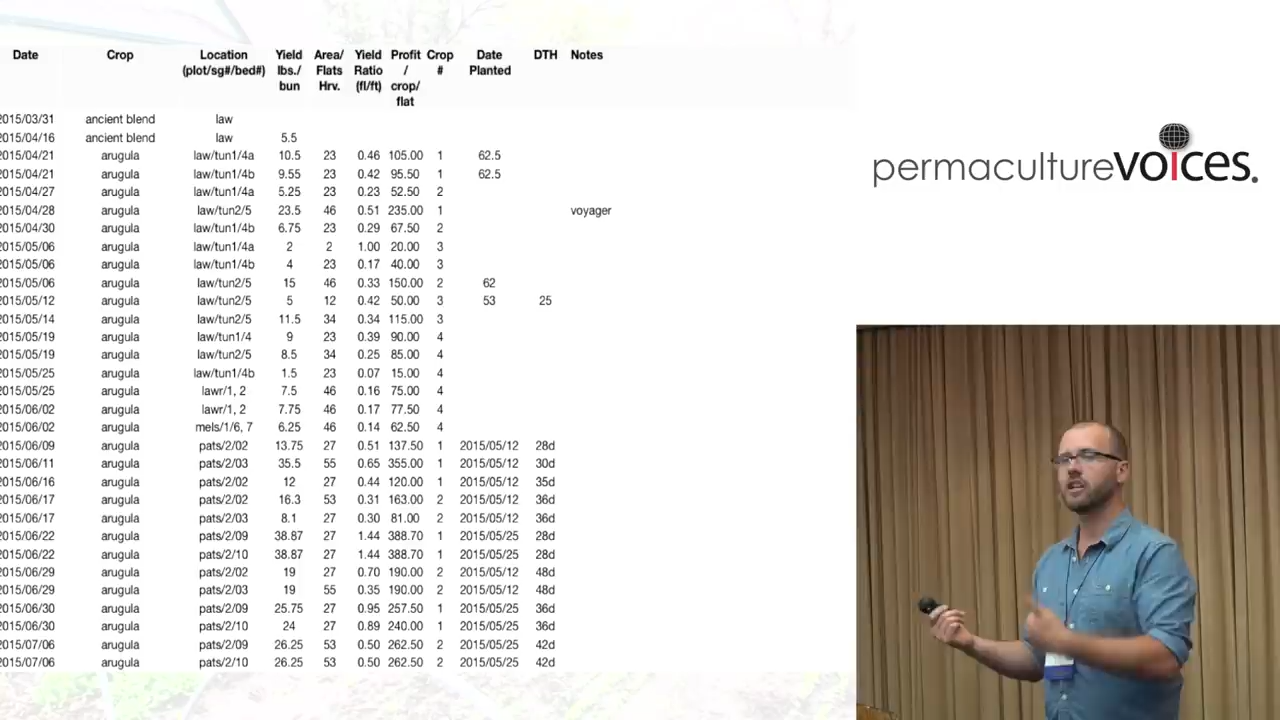 Date Crop Location Yield Area/ Yield Profit Crop Date DTH Notes
(plot/sg#/bed#) lbs./ Flats Ratio / # Planted
bun Hrv. (fl/ft) crop/
flat
2015/03/31 ancient blend law
2015/04/16 ancient blend law 5.5
2015/04/21 arugula law/tun1/4a 10.5 23 0.46 105.00 1 62.5
2015/04/21 arugula law/tun1/4b 9.55 23 0.42 95.50 1 62.5
2015/04/27 arugula law/tun1/4a 5.25 23 0.23 52.50 2
2015/04/28 arugula law/tun2/5 23.5 46 0.51 235.00 1 voyager
2015/04/30 arugula law/tun1/4b 6.75 23 0.29 67.50 2
2015/05/06 arugula law/tun1/4a 2 2 1.00 20.00 3
2015/05/06 arugula law/tun1/4b 4 23 0.17 40.00 3
2015/05/06 arugula law/tun2/5 15 46 0.33 150.00 2 62
2015/05/12 arugula law/tun2/5 5 12 0.42 50.00 3 53 25
2015/05/14 arugula law/tun2/5 11.5 34 0.34 115.00 3
2015/05/19 arugula law/tun1/4 9 23 0.39 90.00 4
2015/05/19 arugula law/tun2/5 8.5 34 0.25 85.00 4
2015/05/25 arugula law/tun1/4b 1.5 23 0.07 15.00 4
2015/05/25 arugula lawr/1, 2 7.5 46 0.16 75.00 4
2015/06/02 arugula lawr/1, 2 7.75 46 0.17 77.50 4
2015/06/02 arugula mels/1/6, 7 6.25 46 0.14 62.50 4
2015/06/09 arugula pats/2/02 13.75 27 0.51 137.50 1 2015/05/12 28d
2015/06/11 arugula pats/2/03 35.5 55 0.65 355.00 1 2015/05/12 30d
2015/06/16 arugula pats/2/02 12 27 0.44 120.00 1 2015/05/12 35d
2015/06/17 arugula pats/2/02 16.3 53 0.31 163.00 2 2015/05/12 36d
2015/06/17 arugula pats/2/03 8.1 27 0.30 81.00 2 2015/05/12 36d
2015/06/22 arugula pats/2/09 38.87 27 1.44 388.70 1 2015/05/25 28d
2015/06/22 arugula pats/2/10 38.87 27 1.44 388.70 1 2015/05/25 28d
2015/06/29 arugula pats/2/02 19 27 0.70 190.00 2 2015/05/12 48d
2015/06/29 arugula pats/2/03 19 55 0.35 190.00 2 2015/05/12 48d
2015/06/30 arugula pats/2/09 25.75 27 0.95 257.50 1 2015/05/25 36d
2015/06/30 arugula pats/2/10 24 27 0.89 240.00 1 2015/05/25 36d
2015/07/06 arugula pats/2/09 26.25 53 0.50 262.50 2 2015/05/25 42d
2015/07/06 arugula pats/2/10 26.25 53 0.50 262.50 2 2015/05/25 42d
permaculturevoices.